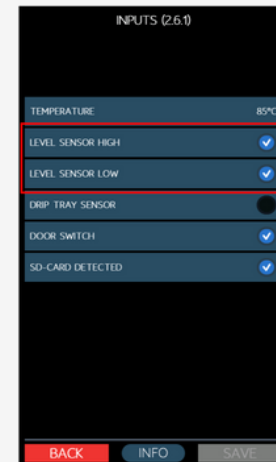 INPUTS (2.6.1)
TEMPERATURE 85°C
LEVEL SENSOR HIGH
LEVEL SENSOR LOW
DRIP TRAY SENSOR
DOOR SWITCH
SD-CARD DETECTED
BACK INFO SAVE